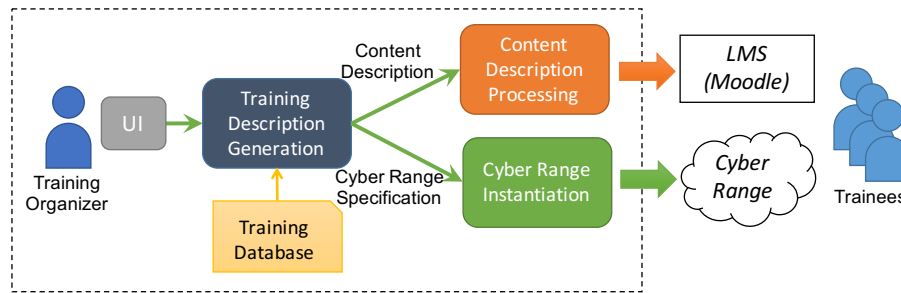 Training
Organizer
UI
Training
Description
Generation
Training
Database
Content
Description
Cyber Range
Specification
Content
Description
Processing
Cyber Range
Instantiation
LMS
(Moodle)
Cyber
Range
Trainees